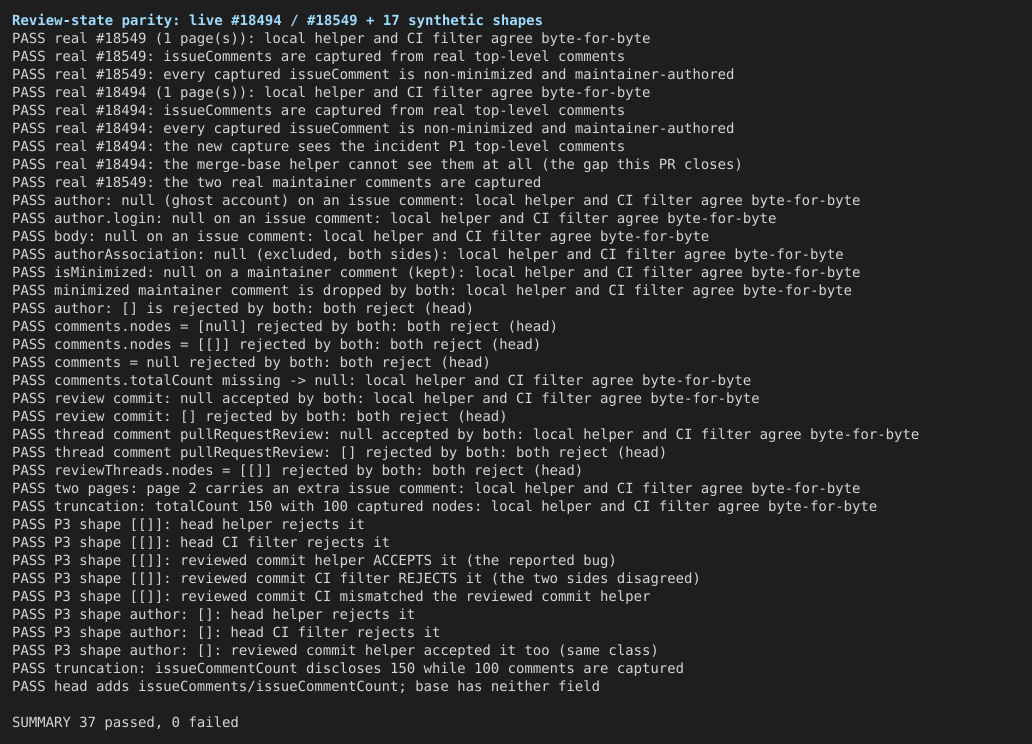 Review-state parity: live #18494 / #18549 + 17 synthetic shapes
PASS real #18549 (1 page(s)): local helper and CI filter agree byte-for-byte
PASS real #18549: issueComments are captured from real top-level comments
PASS real #18549: every captured issueComment is non-minimized and maintainer-authored
PASS real #18494 (1 page(s)): local helper and CI filter agree byte-for-byte
PASS real #18494: issueComments are captured from real top-level comments
PASS real #18494: every captured issueComment is non-minimized and maintainer-authored
PASS real #18494: the new capture sees the incident P1 top-level comments
PASS real #18494: the merge-base helper cannot see them at all (the gap this PR closes)
PASS real #18549: the two real maintainer comments are captured
PASS author: null (ghost account) on an issue comment: local helper and CI filter agree byte-for-byte
PASS author.login: null on an issue comment: local helper and CI filter agree byte-for-byte
PASS body: null on an issue comment: local helper and CI filter agree byte-for-byte
PASS authorAssociation: null (excluded, both sides): local helper and CI filter agree byte-for-byte
PASS isMinimized: null on a maintainer comment (kept): local helper and CI filter agree byte-for-byte
PASS minimized maintainer comment is dropped by both: local helper and CI filter agree byte-for-byte
PASS author: [] is rejected by both: both reject (head)
PASS comments.nodes = [null] rejected by both: both reject (head)
PASS comments.nodes = [[]] rejected by both: both reject (head)
PASS comments = null rejected by both: both reject (head)
PASS comments.totalCount missing -> null: local helper and CI filter agree byte-for-byte
PASS review commit: null accepted by both: local helper and CI filter agree byte-for-byte
PASS review commit: [] rejected by both: both reject (head)
PASS thread comment pullRequestReview: null accepted by both: local helper and CI filter agree byte-for-byte
PASS thread comment pullRequestReview: [] rejected by both: both reject (head)
PASS reviewThreads.nodes = [[]] rejected by both: both reject (head)
PASS two pages: page 2 carries an extra issue comment: local helper and CI filter agree byte-for-byte
PASS truncation: totalCount 150 with 100 captured nodes: local helper and CI filter agree byte-for-byte
PASS P3 shape [[]]: head helper rejects it
PASS P3 shape [[]]: head CI filter rejects it
PASS P3 shape [[]]: reviewed commit helper ACCEPTS it (the reported bug)
PASS P3 shape [[]]: reviewed commit CI filter REJECTS it (the two sides disagreed)
PASS P3 shape [[]]: reviewed commit CI mismatched the reviewed commit helper
PASS P3 shape author: []: head helper rejects it
PASS P3 shape author: []: head CI filter rejects it
PASS P3 shape author: []: reviewed commit helper accepted it too (same class)
PASS truncation: issueCommentCount discloses 150 while 100 comments are captured
PASS head adds issueComments/issueCommentCount; base has neither field
SUMMARY 37 passed, 0 failed